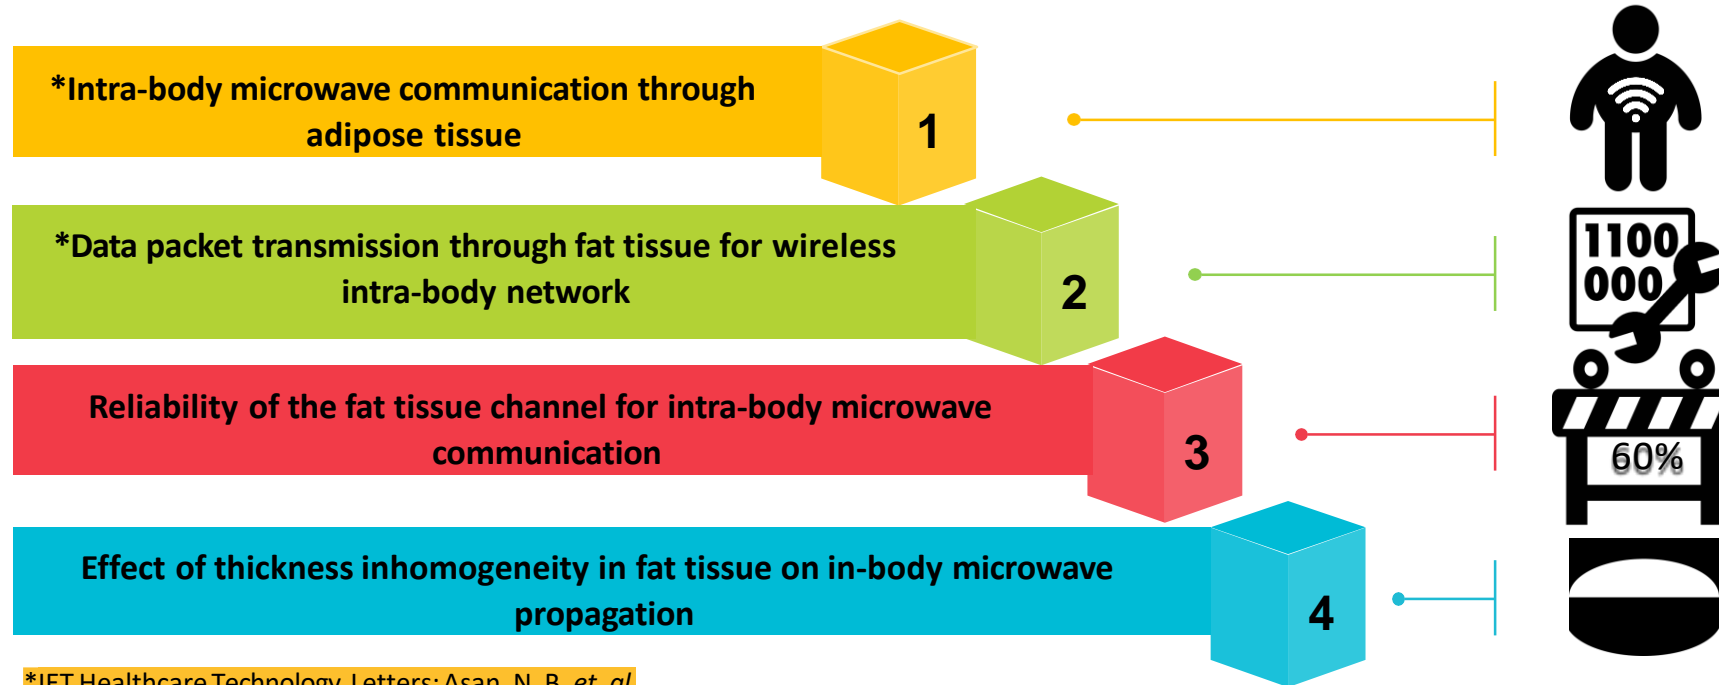 *Intra-body microwave communication through
adipose tissue
1
*Data packet transmission through fat tissue for wireless
intra-body network
2
1100
000
Reliability of the fat tissue channel for intra-body microwave
communication
3
60%
Effect of thickness inhomogeneity in fat tissue on in-body microwave
propagation
4
*IET Healthcare Technology Letters: Asan, N. B. et. al